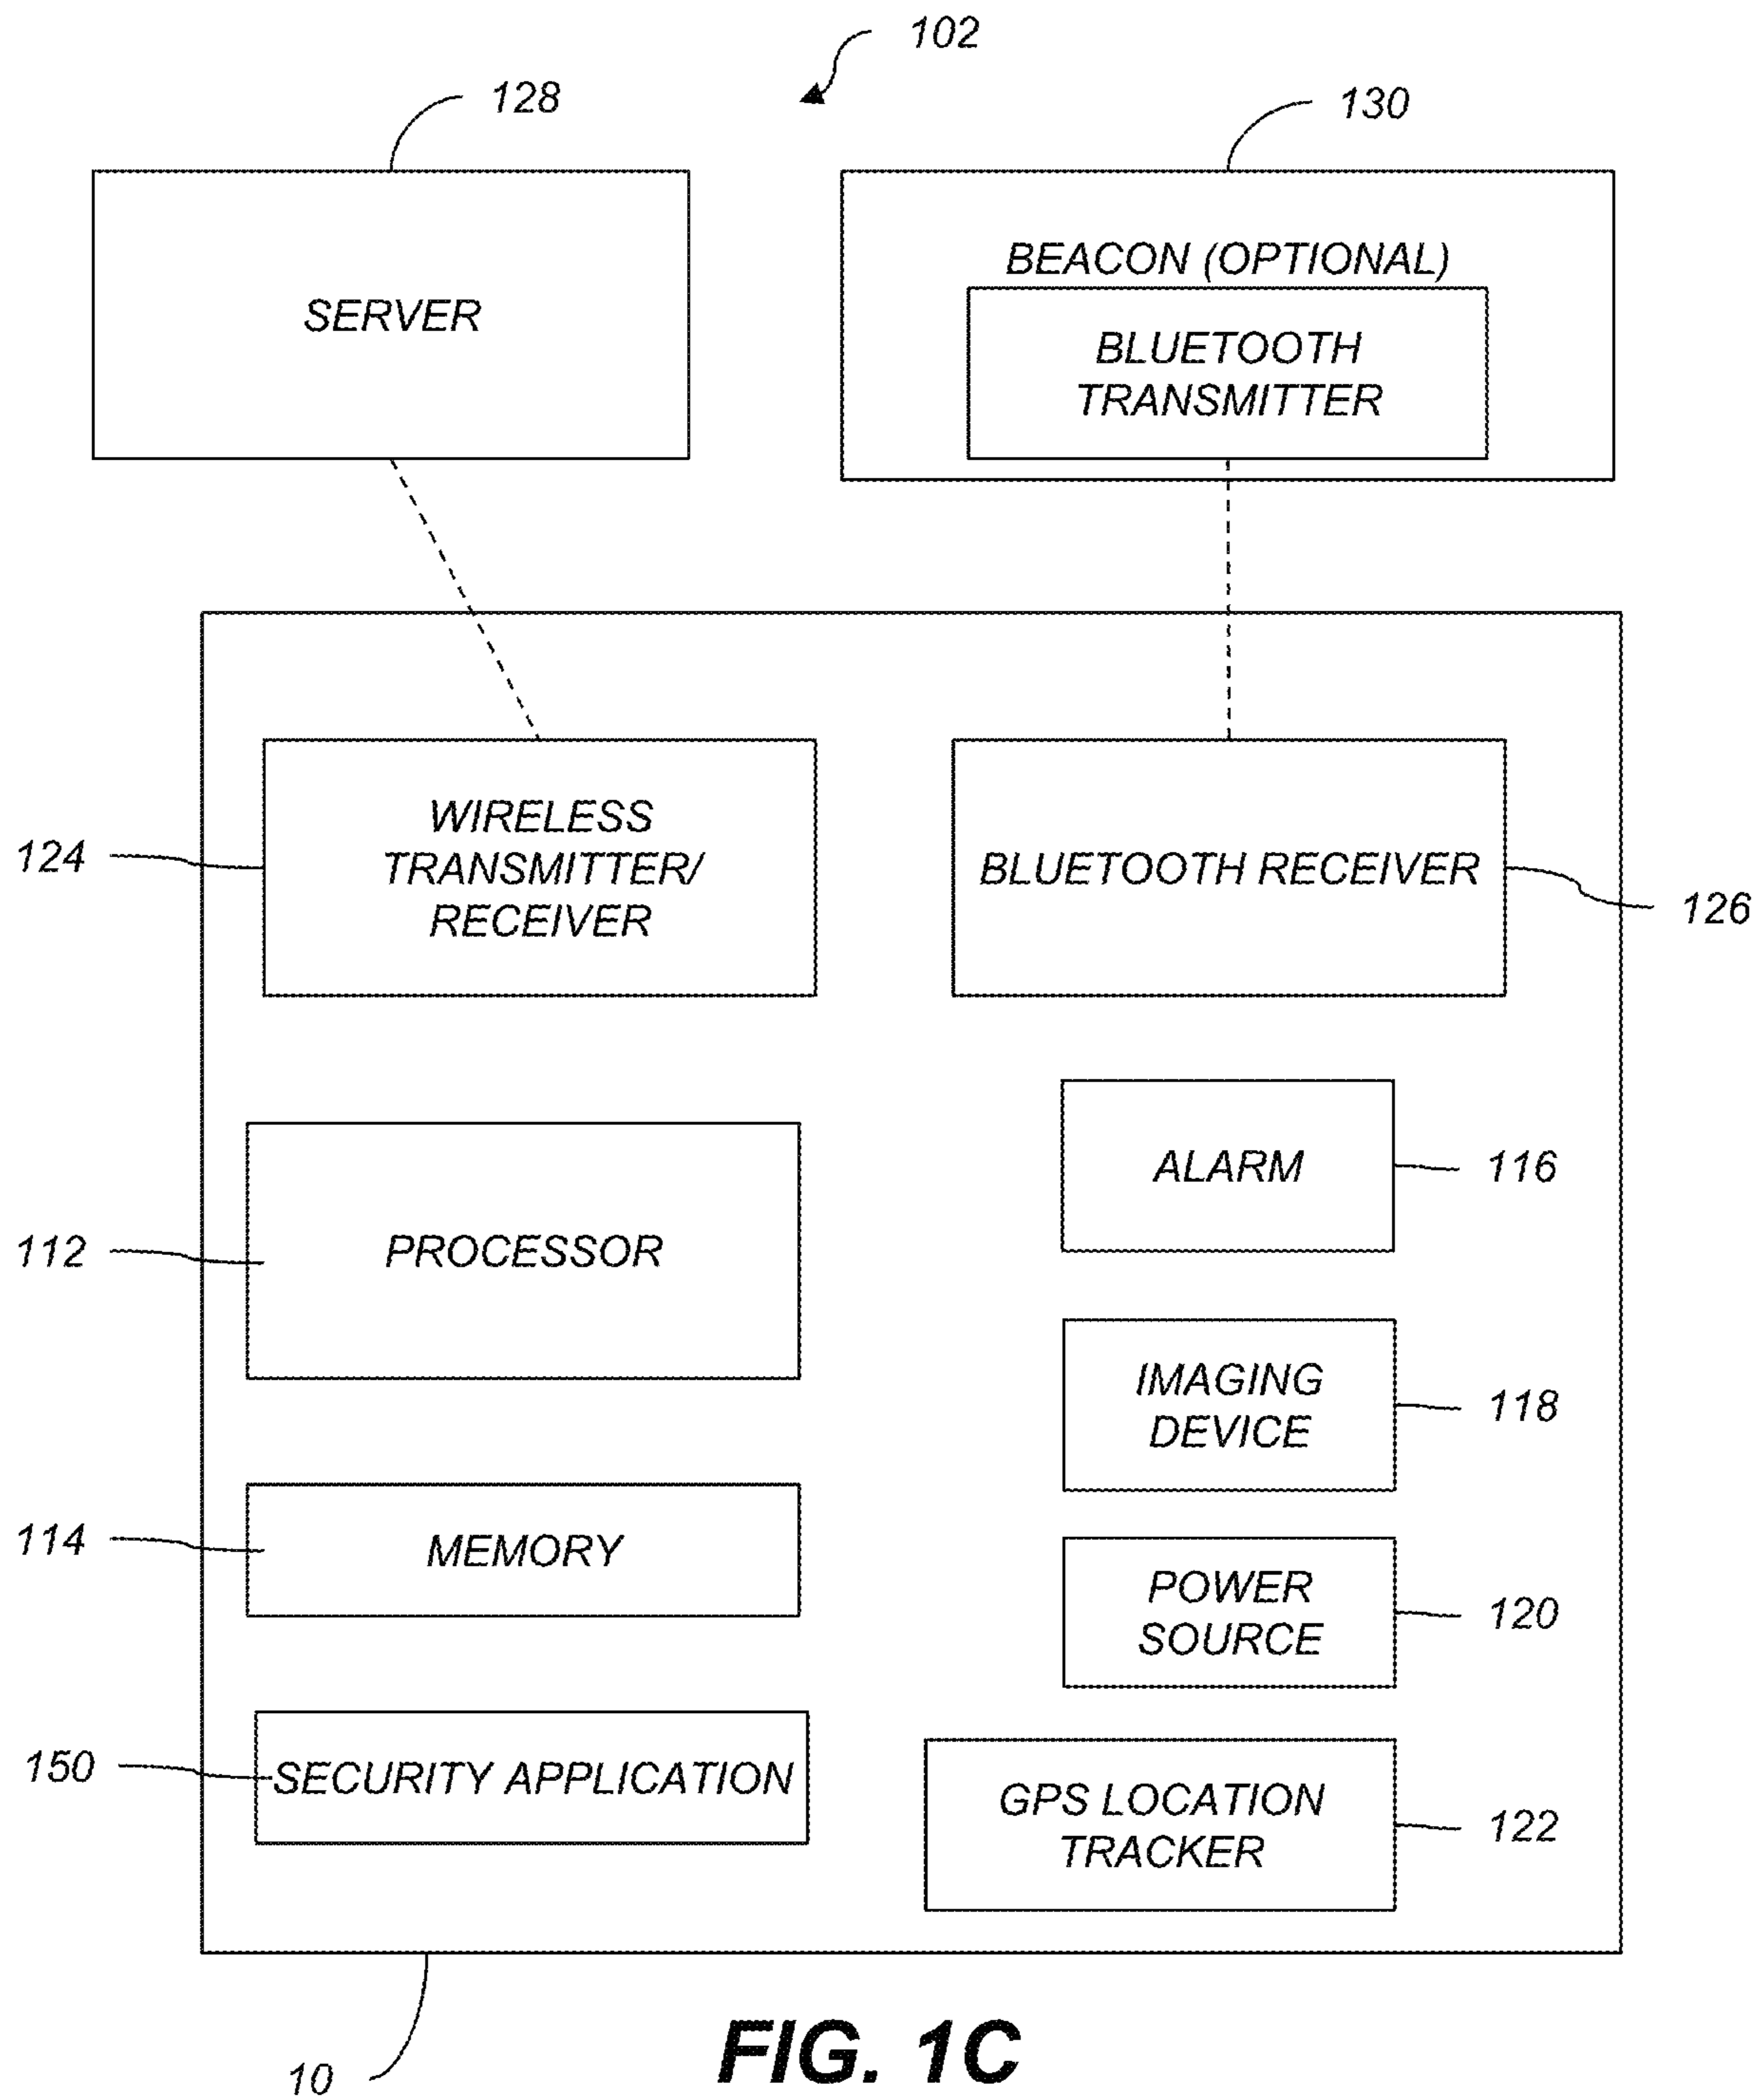 102
128
130
SERVER
BEACON (OPTIONAL)
BLUETOOTH
TRANSMITTER
124
WIRELESS
TRANSMITTER/
RECEIVER
BLUETOOTH RECEIVER
126
112
PROCESSOR
ALARM
116
IMAGING
DEVICE
118
114
MEMORY
POWER
SOURCE
120
150
SECURITY APPLICATION
GPS LOCATION
TRACKER
122
10
FIG. 1C